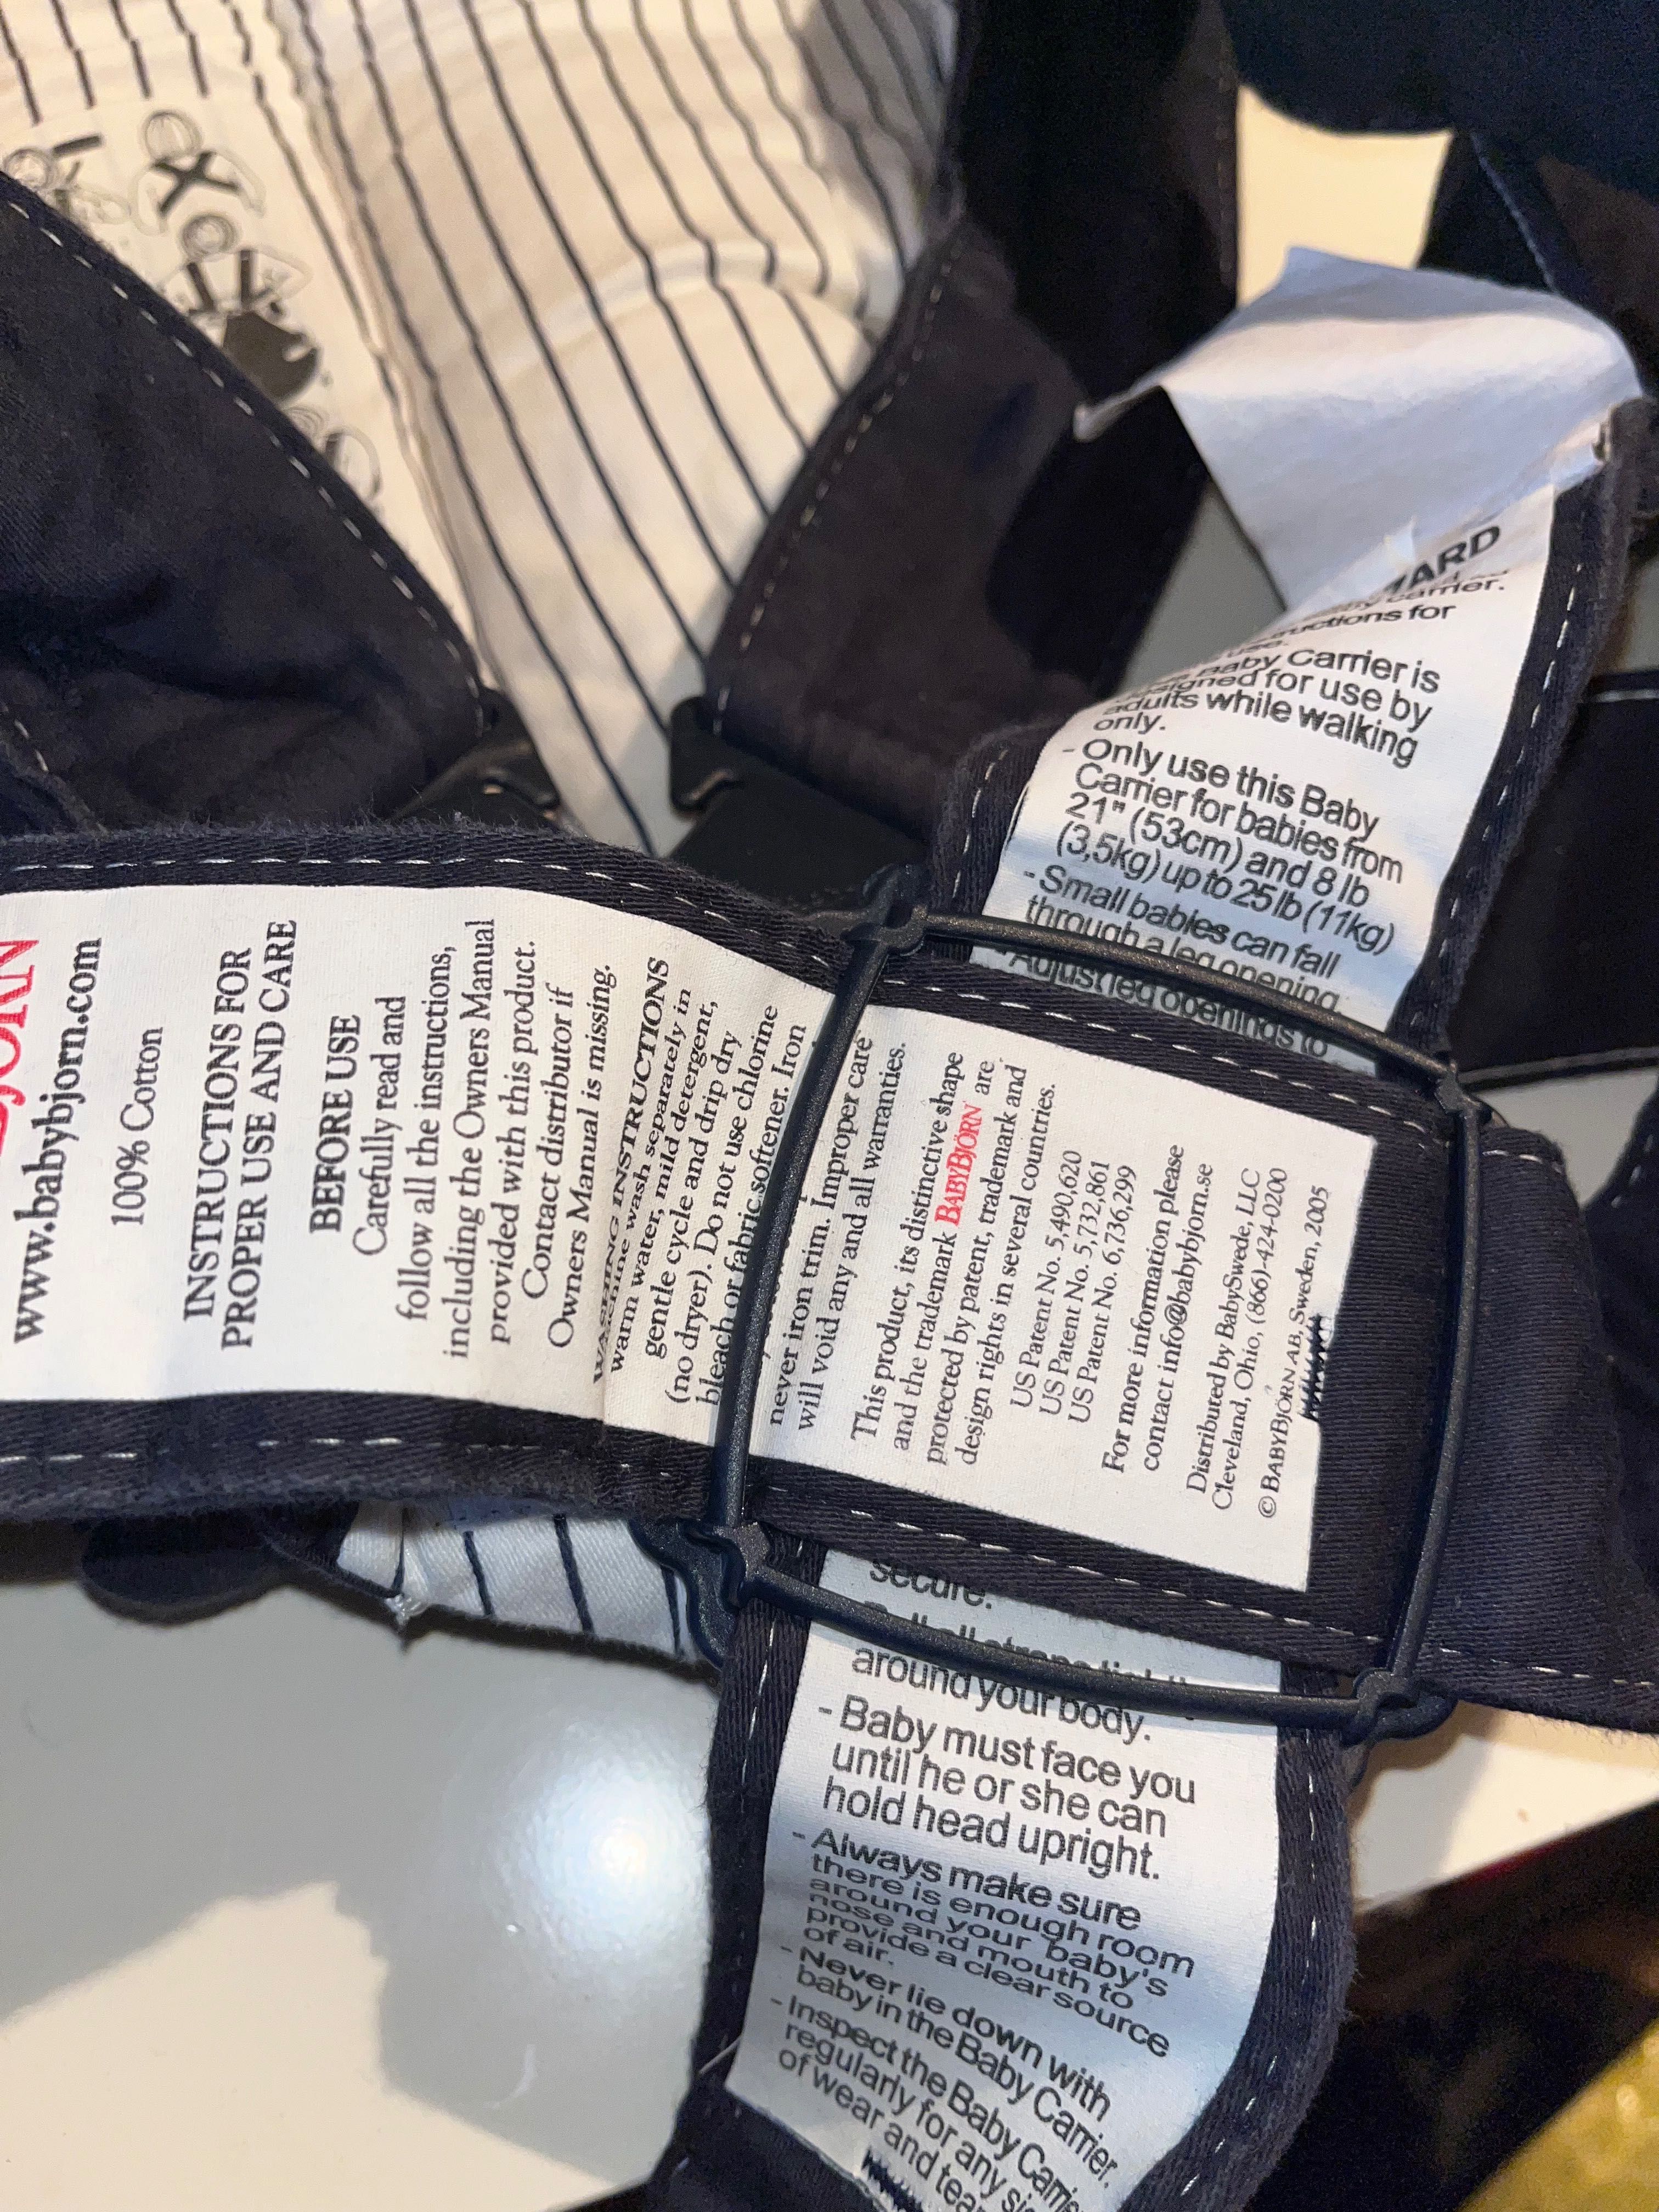 www.babybjorn.com
100% Cotton
INSTRUCTIONS FOR
PROPER USE AND CARE
BEFORE USE
Carefully read and
follow all the instructions,
including the Owners Manual
provided with this product.
Contact distributor if
Owners Manual is missing.
WASHING INSTRUCTIONS
warm water, wash separately in
gentle cycle, mild detergent,
(no dryer). and drip dry
bleach or fabric softener. Do not use chlorine
Iron
never iron trim. Improper care
will void any and all warranties.
This product, its distinctive shape
and the trademark BABYBJÖRN are
protected by patent, trademark and
design rights in several countries.
US Patent No. 5,490,620
US Patent No. 5,732,861
US Patent No. 6,736,299
For more information please
contact info@babybjorn.se
Distributed by BabySwede, LLC
Cleveland, Ohio, (866)-424-0200
© BABYBJÖRN AB, Sweden, 2005
carrier.
for
use.
Baby Carrier is
for use by
adults while walking
only.
- Only use this Baby
Carrier for babies from
21" (53cm) and 8 lb
(3,5kg) up to 25 lb (11kg)
- Small babies can fall
through a leg opening.
- Adjust leg openings to
secure.
around your body.
- Baby must face you
until he or she can
hold head upright.
- Always make sure
there is enough room
around your baby's
nose and mouth to
provide a clear source
of air.
- Never lie down with
baby in the Baby Carrier.
- Inspect the Baby
regularly for any
of wear and